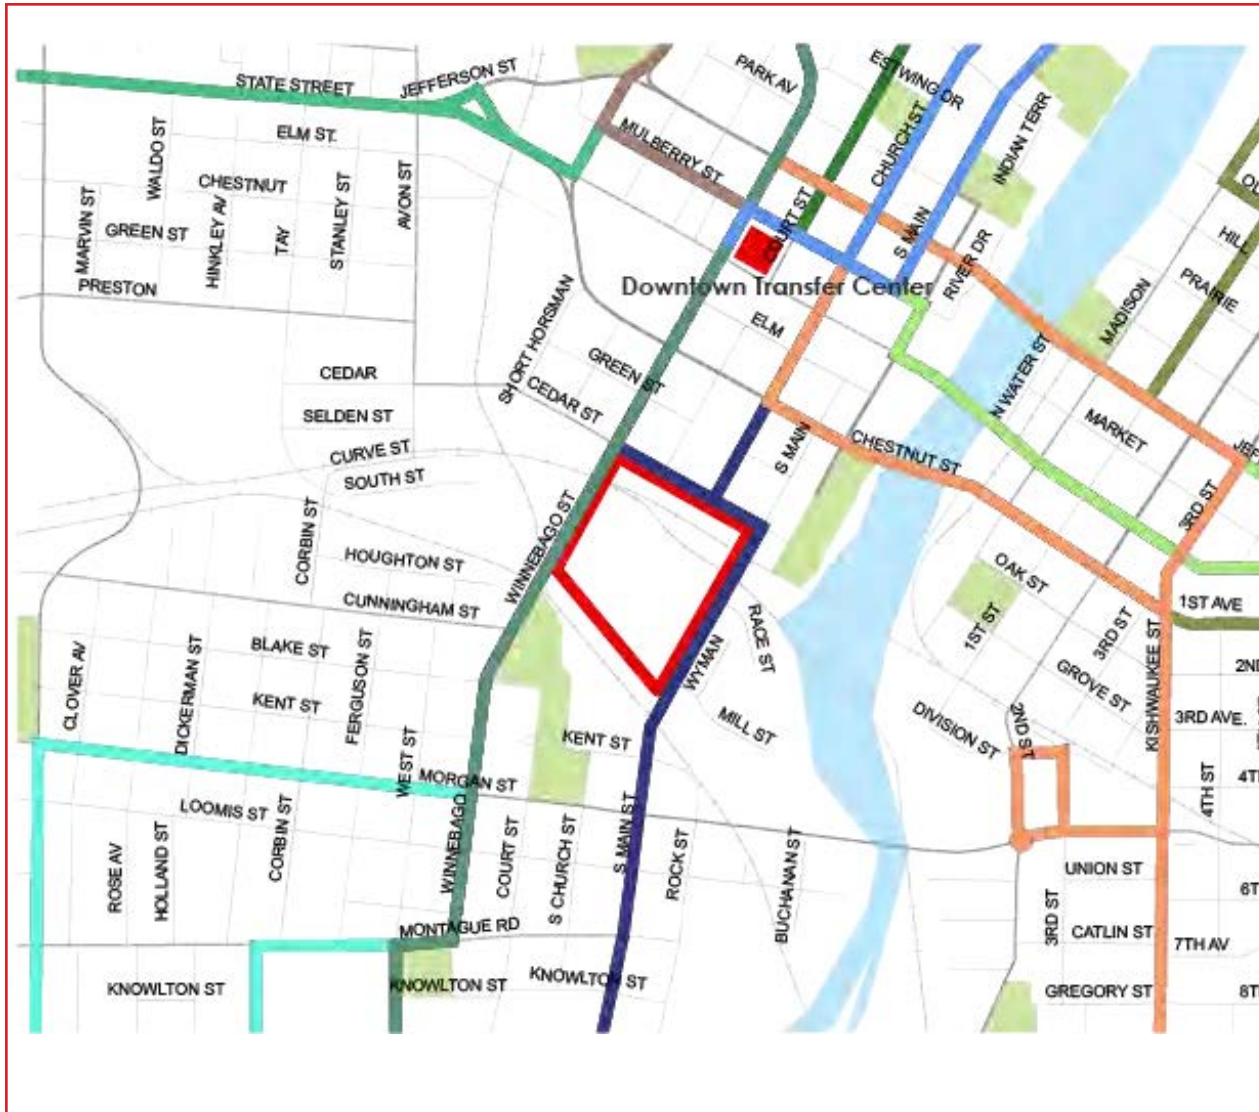 STATE STREET
JEFFERSON ST
PARK AV
ESTWING DR
CHURCH ST
INDIAN TERR
ELM ST.
MULBERRY ST
WALDO ST
CHESTNUT
MARVIN ST
GREEN ST
HINKLEY AV
TAY
STANLEY ST
AVON ST
COURT ST
S MAIN
RIVER DR
HILL
PRESTON
Downtown Transfer Center
PRAIRIE
MADISON
SHORT HORSMAN
ELM
GREEN ST
N WATER ST
CEDAR
CEDAR ST
MARKET
SELDEN ST
S MAIN
CHESTNUT ST
CURVE ST
SOUTH ST
3RD ST
CORBIN ST
WINNEBAGO ST
HOUGHTON ST
OAK ST
CUNNINGHAM ST
1ST AVE
1ST ST
3RD ST
RACE ST
BLAKE ST
FERGUSON ST
WYMAN
GROVE ST
KISHWAUKEE ST
2ND
CLOVER AV
DICKERMAN ST
KENT ST
MILL ST
DIVISION ST
2ND ST
3RD AVE.
KENT ST
WEST ST
MORGAN ST
4TH ST
4T
LOOMIS ST
CORBIN ST
WINNEBAGO
COURT ST
S CHURCH ST
S MAIN ST
ROCK ST
BUCHANAN ST
ROSE AV
HOLLAND ST
UNION ST
6T
3RD ST
CATLIN ST
7TH AV
MONTAGUE RD
KNOWLTON ST
KNOWLTON ST
KNOWLTON ST
GREGORY ST
8T